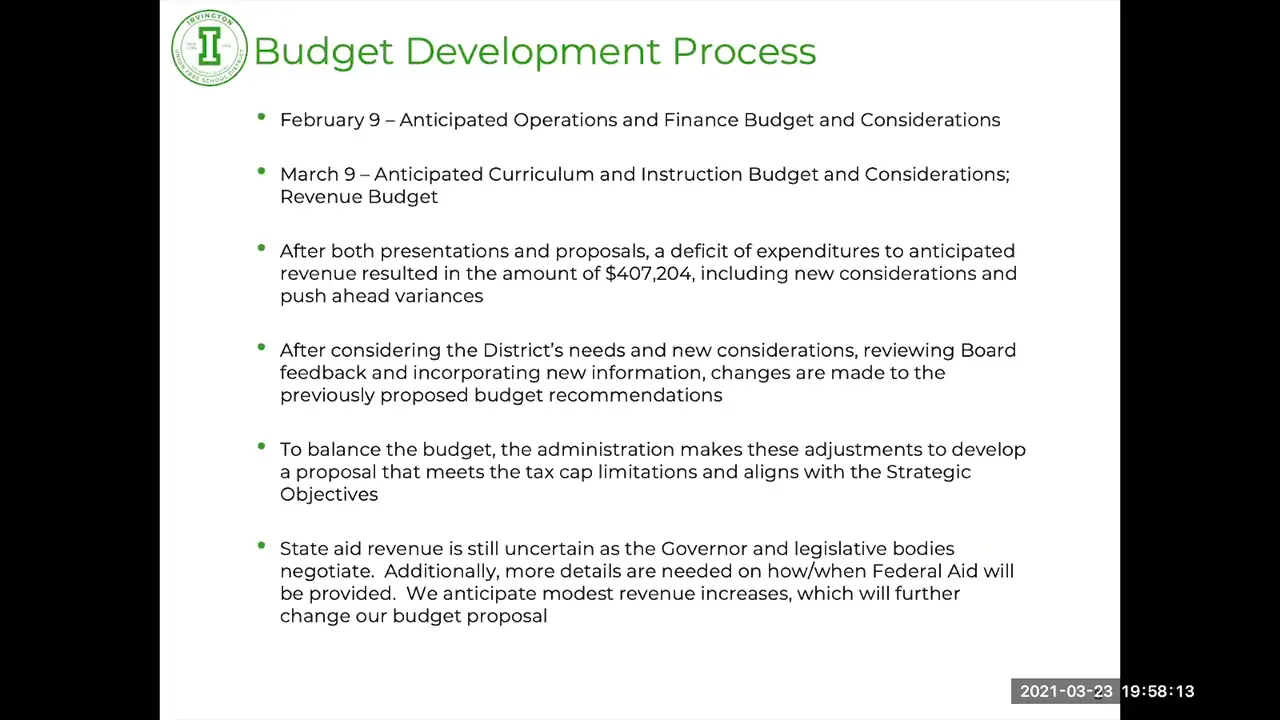 IRVINGTON
UNION FREE SCHOOL DISTRICT
I
Budget Development Process
• February 9 – Anticipated Operations and Finance Budget and Considerations
• March 9 – Anticipated Curriculum and Instruction Budget and Considerations;
Revenue Budget
• After both presentations and proposals, a deficit of expenditures to anticipated
revenue resulted in the amount of $407,204, including new considerations and
push ahead variances
• After considering the District’s needs and new considerations, reviewing Board
feedback and incorporating new information, changes are made to the
previously proposed budget recommendations
• To balance the budget, the administration makes these adjustments to develop
a proposal that meets the tax cap limitations and aligns with the Strategic
Objectives
• State aid revenue is still uncertain as the Governor and legislative bodies
negotiate.  Additionally, more details are needed on how/when Federal Aid will
be provided.  We anticipate modest revenue increases, which will further
change our budget proposal
2021-03-23 19:58:13